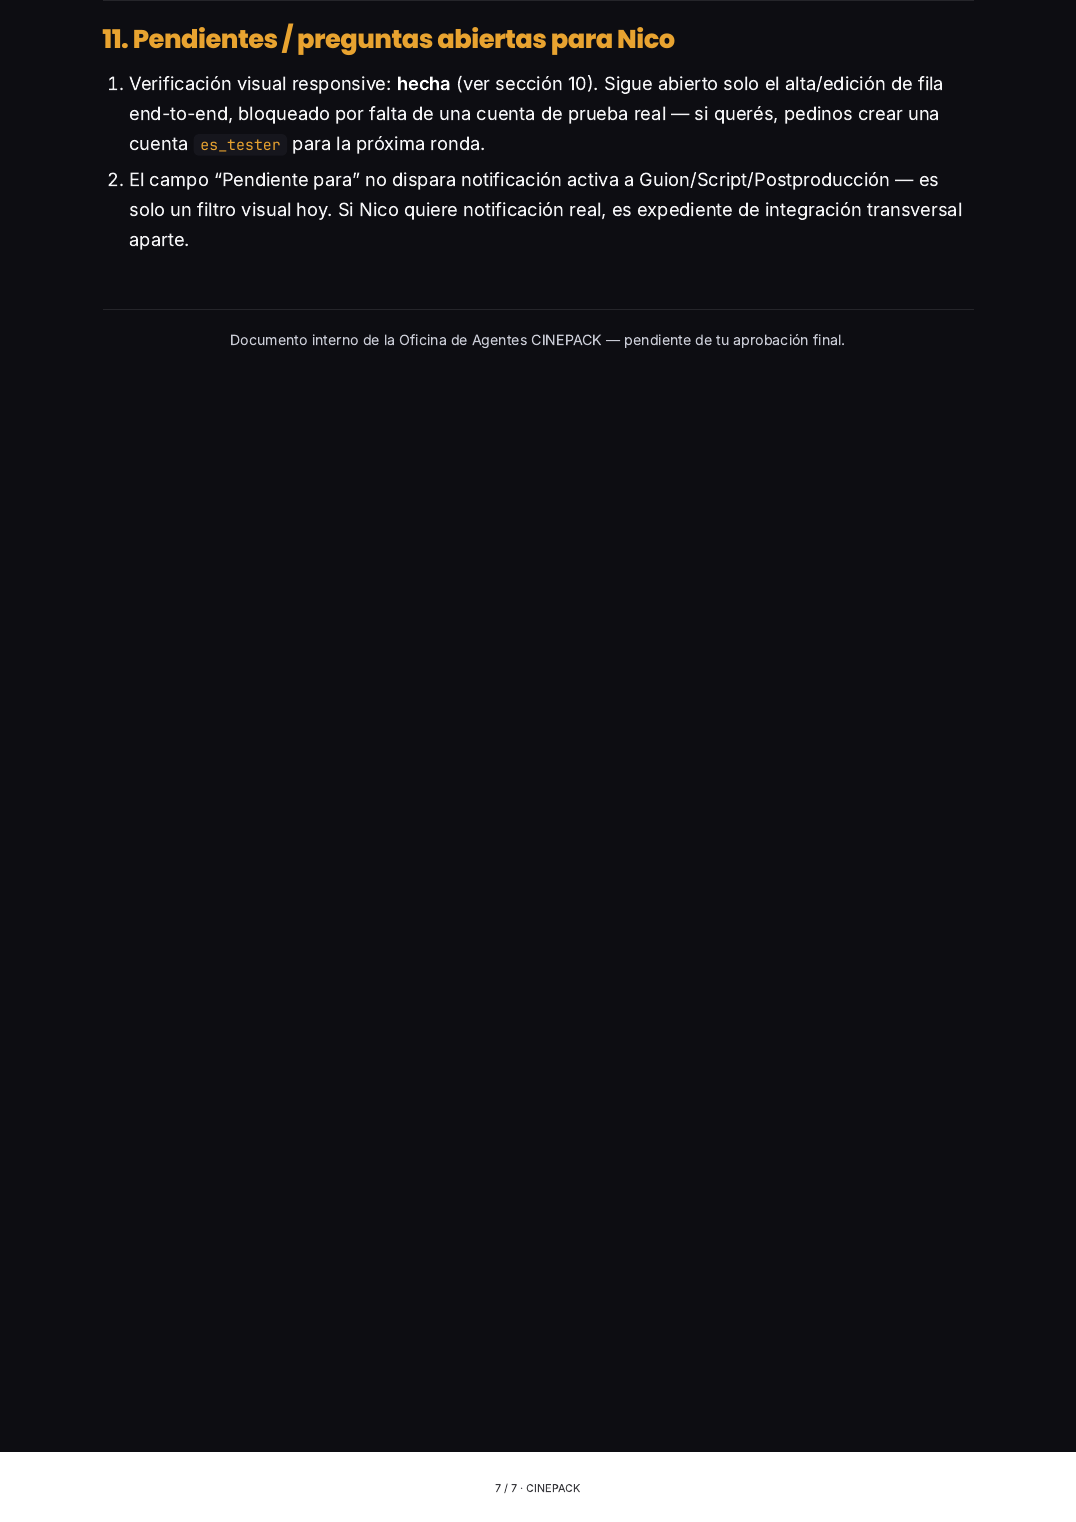 11. Pendientes / preguntas abiertas para Nico
1. Verificación visual responsive: hecha (ver sección 10). Sigue abierto solo el alta/edición de fila
end-to-end, bloqueado por falta de una cuenta de prueba real — si querés, pedinos crear una
cuenta es_tester para la próxima ronda.
2. El campo “Pendiente para” no dispara notificación activa a Guion/Script/Postproducción — es
solo un filtro visual hoy. Si Nico quiere notificación real, es expediente de integración transversal
aparte.
Documento interno de la Oficina de Agentes CINEPACK — pendiente de tu aprobación final.
7 / 7 · CINEPACK